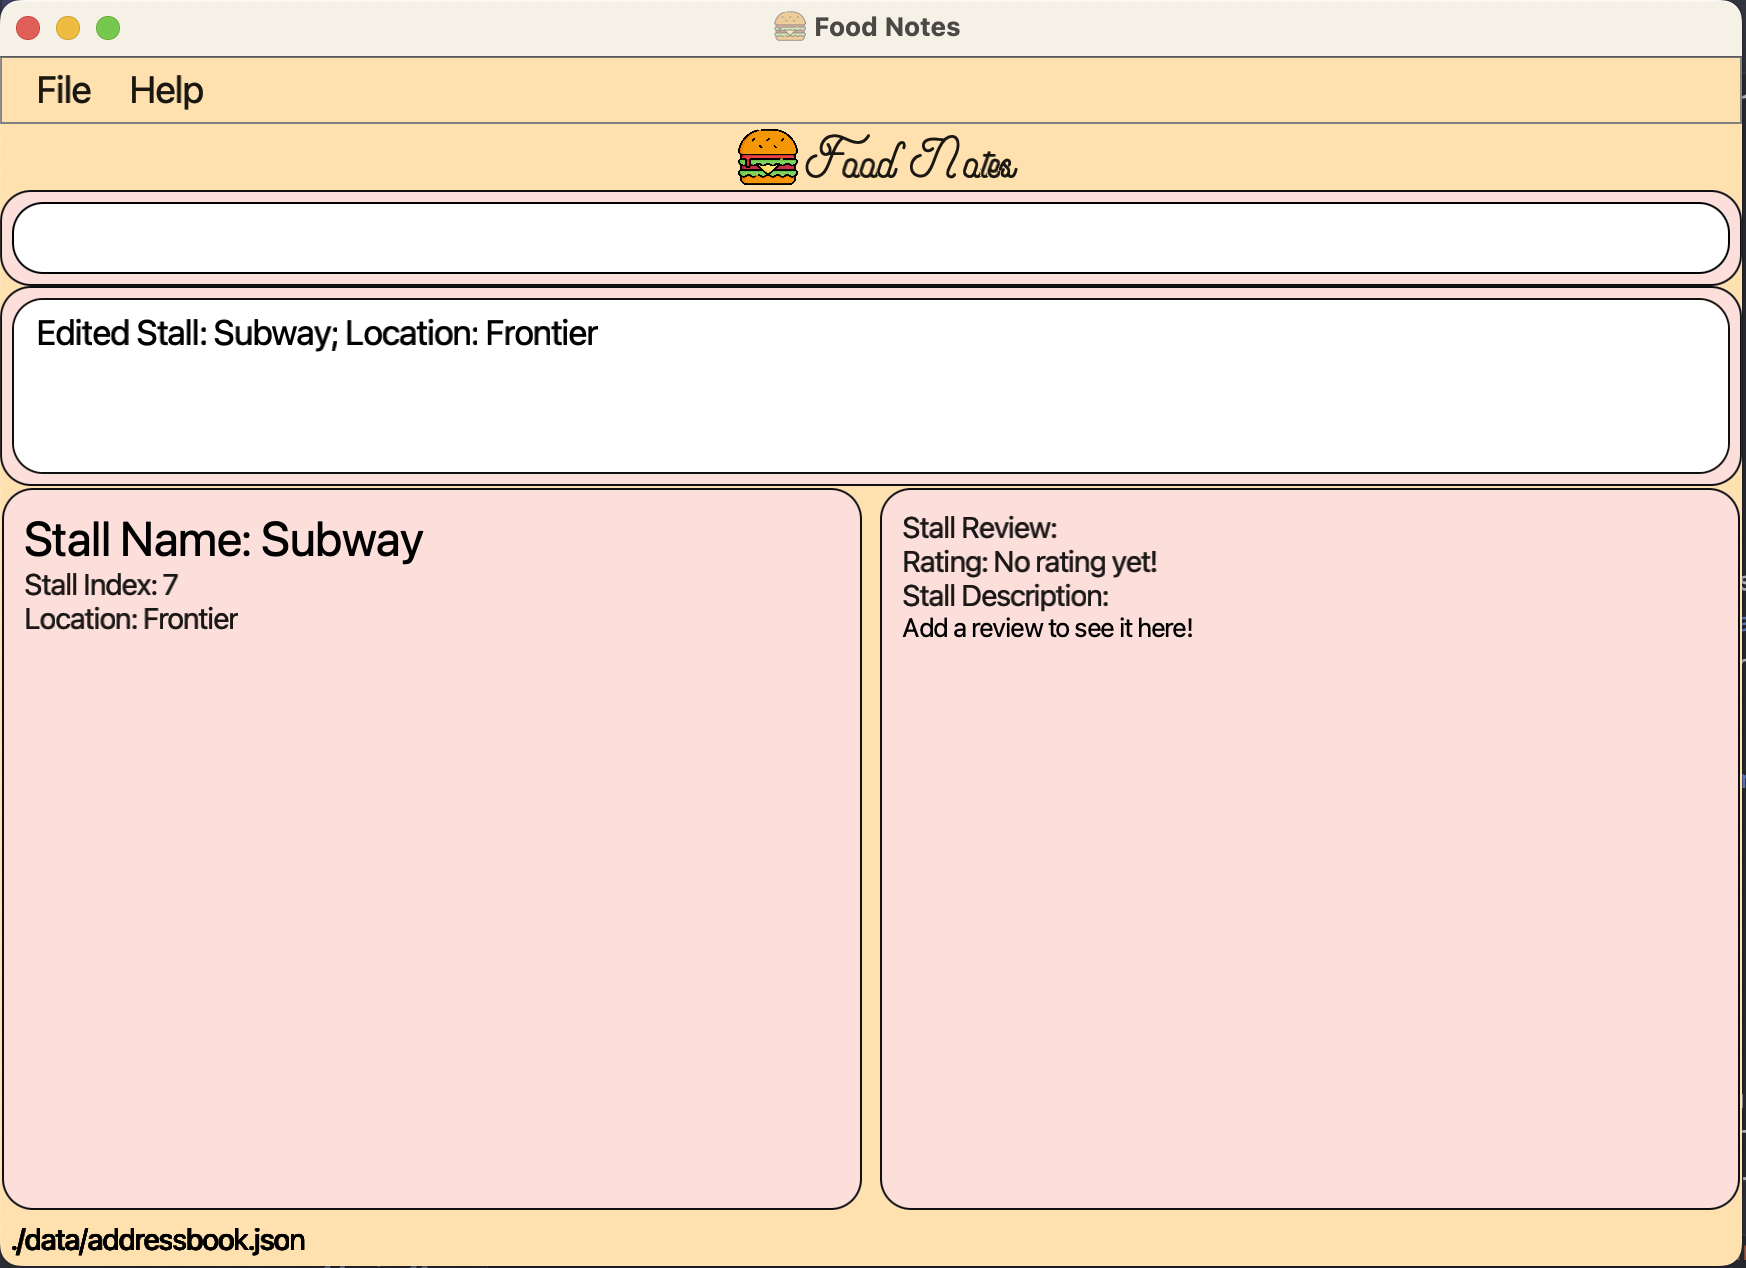 Food Notes
File Help
Food Notes
Edited Stall: Subway; Location: Frontier
Stall Name: Subway
Stall Index: 7
Location: Frontier
Stall Review:
Rating: No rating yet!
Stall Description:
Add a review to see it here!
./data/addressbook.json